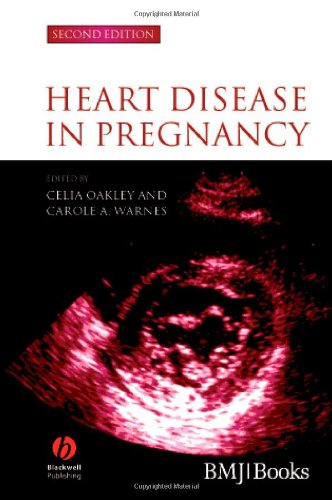 SECOND EDITION
HEART DISEASE
IN PREGNANCY
EDITED BY
CELIA OAKLEY AND
CAROLE A. WARNES
Blackwell
Publishing
BMJ|Books